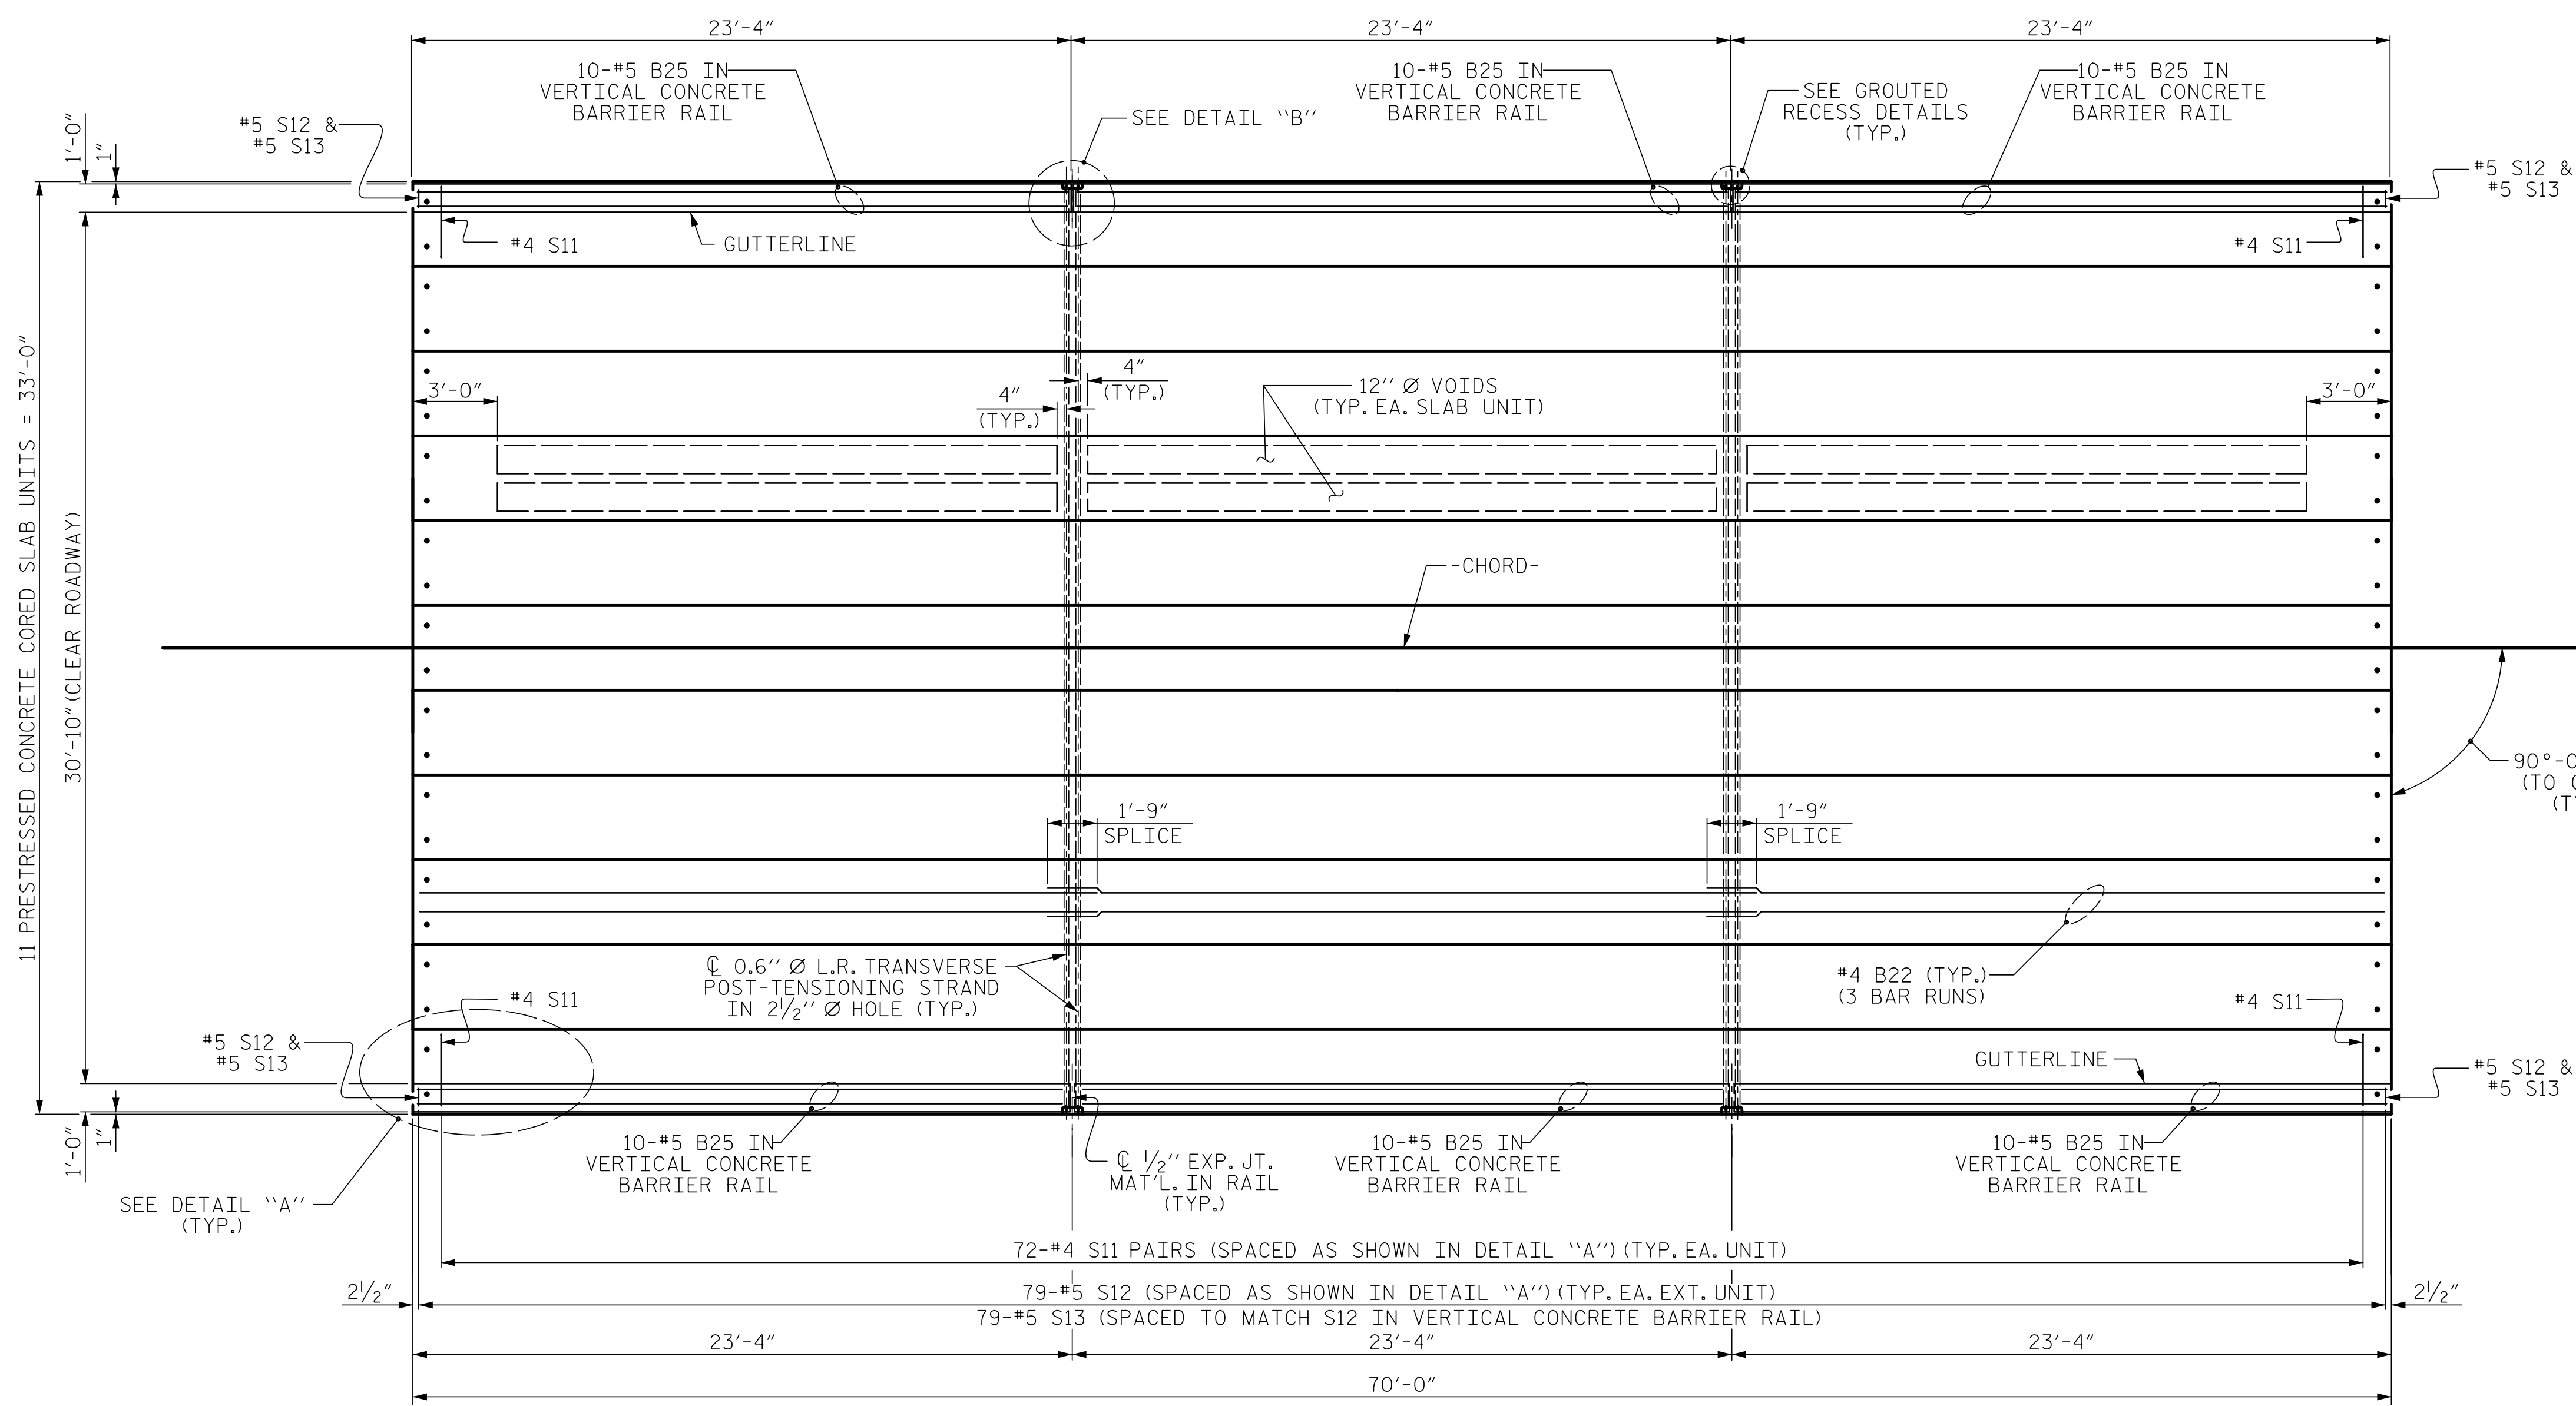 23'-4"
23'-4"
23'-4"
10-#5 B25 IN
VERTICAL CONCRETE
BARRIER RAIL
10-#5 B25 IN
VERTICAL CONCRETE
BARRIER RAIL
10-#5 B25 IN
VERTICAL CONCRETE
BARRIER RAIL
SEE DETAIL "B"
SEE GROUTED
RECESS DETAILS
(TYP.)
#5 S12 &
#5 S13
1'-0"
1"
#5 S12 &
#5 S13
#4 S11
GUTTERLINE
#4 S11
3'-0"
4"
(TYP.)
4"
(TYP.)
12" Ø VOIDS
(TYP. EA. SLAB UNIT)
3'-0"
11 PRESTRESSED CONCRETE CORED SLAB UNITS = 33'-0"
30'-10" (CLEAR ROADWAY)
-CHORD-
90°-0
(TO
(T
1'-9"
SPLICE
1'-9"
SPLICE
℄ 0.6" Ø L.R. TRANSVERSE
POST-TENSIONING STRAND
IN 2½" Ø HOLE (TYP.)
#4 B22 (TYP.)
(3 BAR RUNS)
#4 S11
#4 S11
#5 S12 &
#5 S13
GUTTERLINE
#5 S12 &
#5 S13
1'-0"
1"
10-#5 B25 IN
VERTICAL CONCRETE
BARRIER RAIL
℄ ½" EXP. JT.
MAT'L. IN RAIL
(TYP.)
10-#5 B25 IN
VERTICAL CONCRETE
BARRIER RAIL
10-#5 B25 IN
VERTICAL CONCRETE
BARRIER RAIL
SEE DETAIL "A"
(TYP.)
72-#4 S11 PAIRS (SPACED AS SHOWN IN DETAIL "A") (TYP. EA. UNIT)
2½"
79-#5 S12 (SPACED AS SHOWN IN DETAIL "A") (TYP. EA. EXT. UNIT)
2½"
79-#5 S13 (SPACED TO MATCH S12 IN VERTICAL CONCRETE BARRIER RAIL)
23'-4"
23'-4"
23'-4"
70'-0"